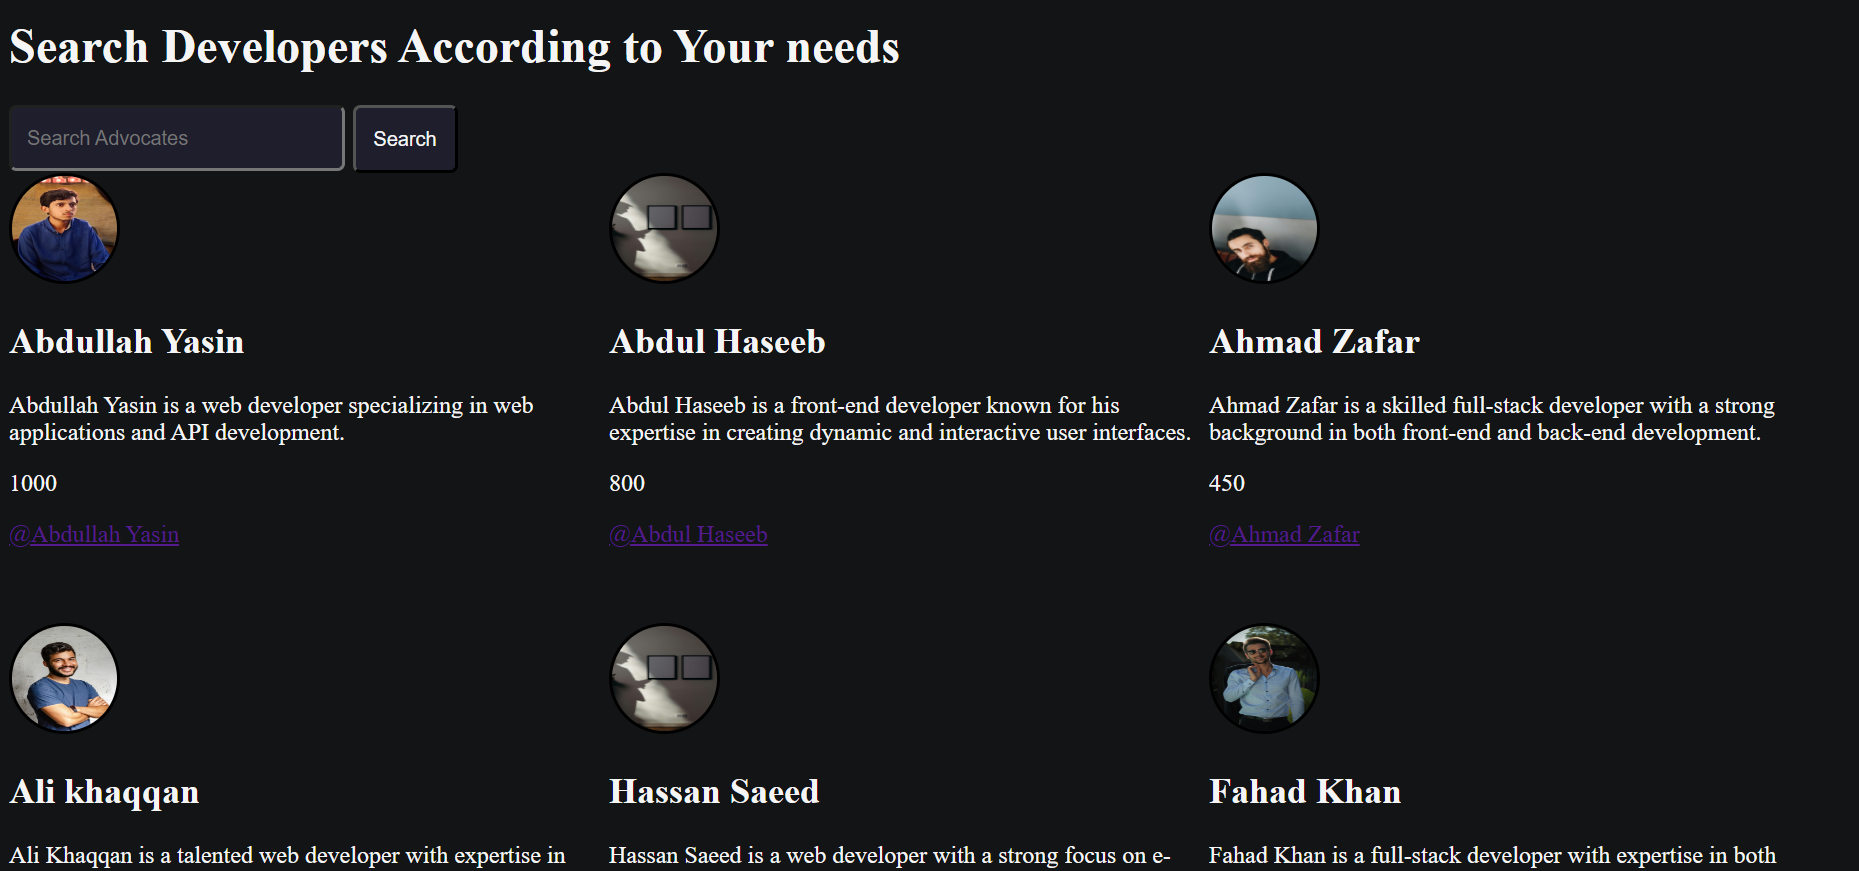 Search Developers According to Your needs
Search Advocates
Search
Abdullah Yasin
Abdullah Yasin is a web developer specializing in web
applications and API development.
1000
@Abdullah Yasin
Abdul Haseeb
Abdul Haseeb is a front-end developer known for his
expertise in creating dynamic and interactive user interfaces.
800
@Abdul Haseeb
Ahmad Zafar
Ahmad Zafar is a skilled full-stack developer with a strong
background in both front-end and back-end development.
450
@Ahmad Zafar
Ali khaqqan
Ali Khaqqan is a talented web developer with expertise in
Hassan Saeed
Hassan Saeed is a web developer with a strong focus on e-
Fahad Khan
Fahad Khan is a full-stack developer with expertise in both